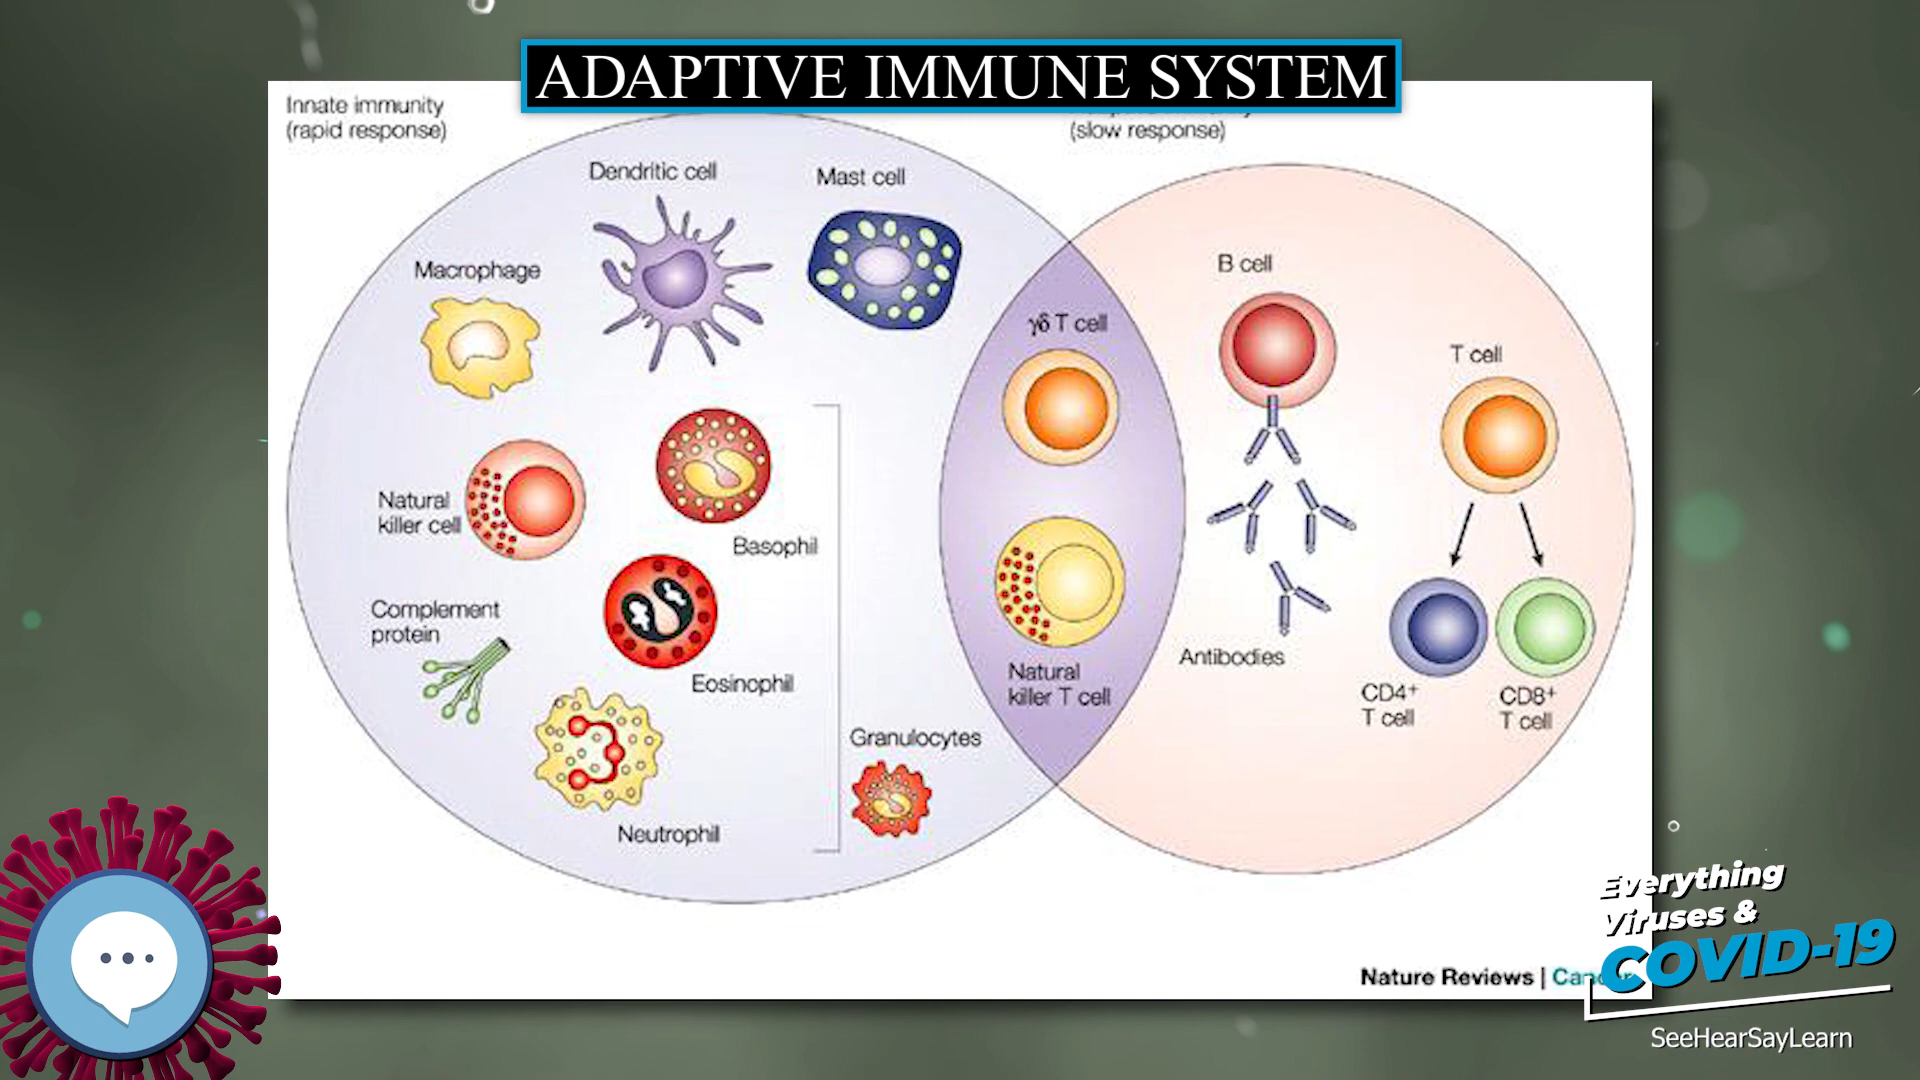 ADAPTIVE IMMUNE SYSTEM
Innate immunity
(rapid response)
(slow response)
Dendritic cell
Mast cell
Macrophage
B cell
γδ T cell
T cell
Natural
killer cell
Basophil
Complement
protein
Eosinophil
Antibodies
Natural
killer T cell
CD4+
T cell
CD8+
T cell
Granulocytes
Neutrophil
Everything
Viruses &
COVID-19
Nature Reviews |
SeeHearSayLearn